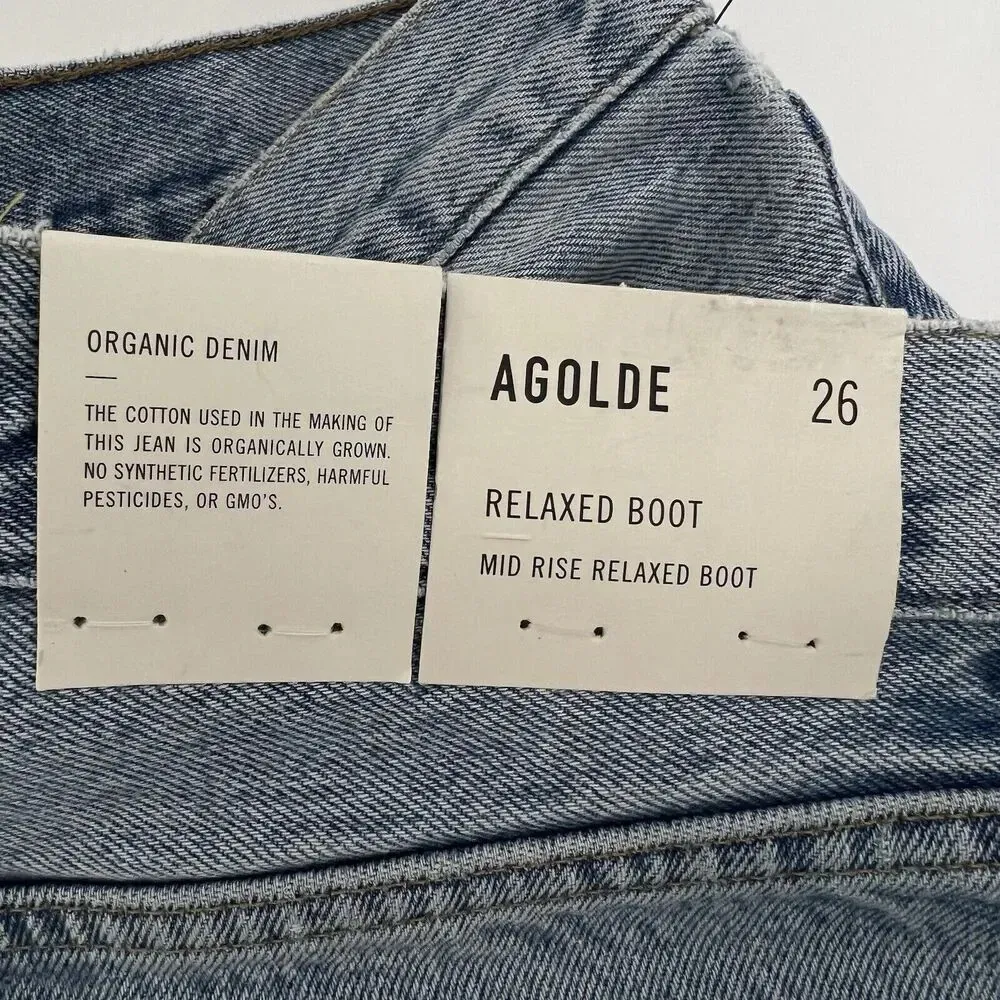 ORGANIC DENIM
THE COTTON USED IN THE MAKING OF
THIS JEAN IS ORGANICALLY GROWN.
NO SYNTHETIC FERTILIZERS, HARMFUL
PESTICIDES, OR GMO'S.
AGOLDE 26
RELAXED BOOT
MID RISE RELAXED BOOT